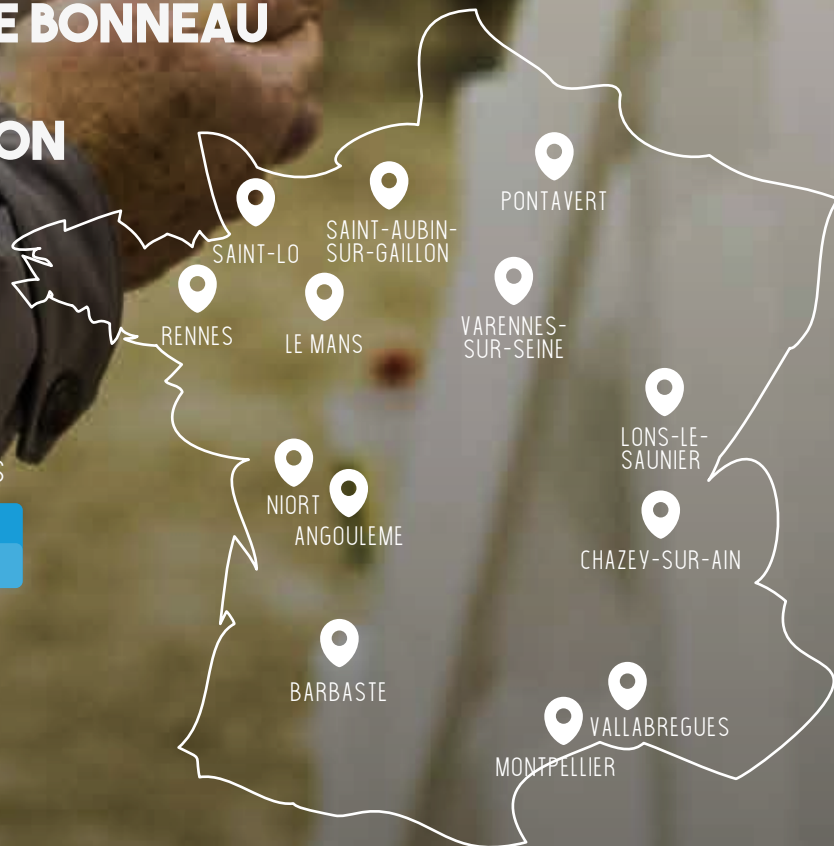 E BONNEAU
ON
PONTAVERT
SAINT-AUBIN-
SUR-GAILLON
SAINT-LO
RENNES
LE MANS
VARENNES-
SUR-SEINE
LONS-LE-
SAUNIER
S
NIORT
ANGOULEME
CHAZEY-SUR-AIN
BARBASTE
VALLABREGUES
MONTPELLIER